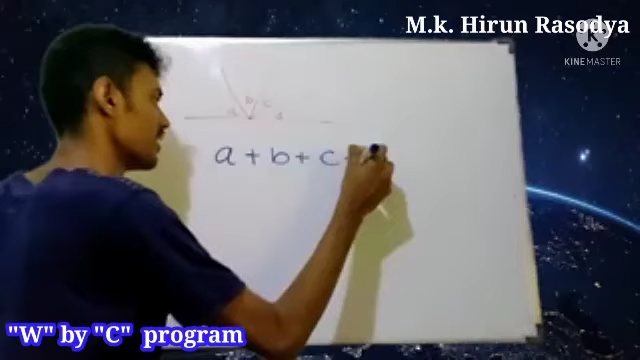 M.k. Hirun Rasodya
KINEMASTER
b c
a d
a + b + c +
"W" by "C" program